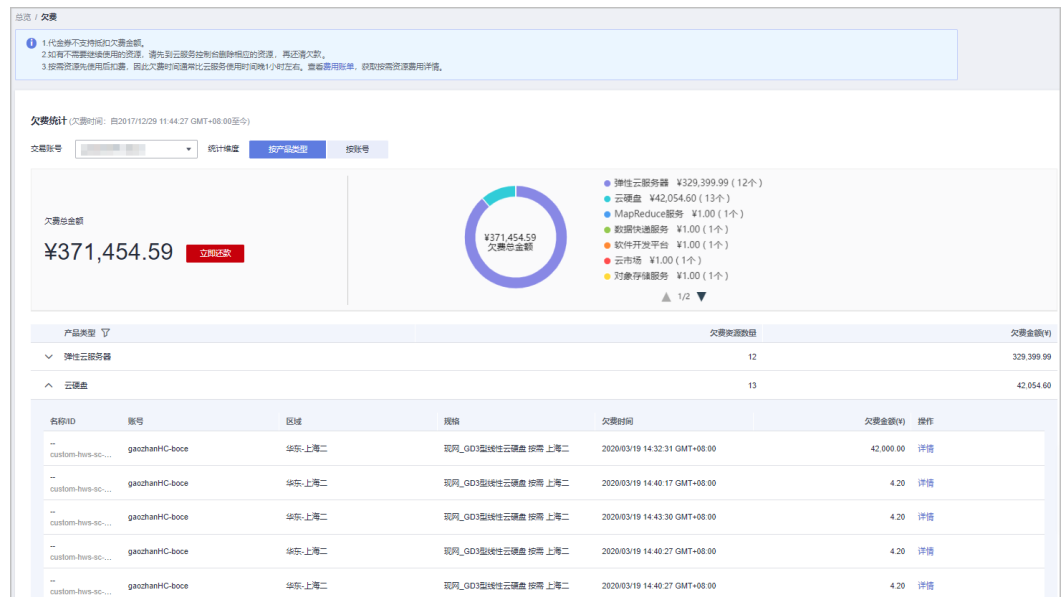 总览 / 欠费
1.代金券不支持抵扣欠费金额。
2.如有不需要继续使用的资源，请先到云服务控制台删除相应的资源，再还清欠款。
3.按需资源先使用后扣费，因此欠费时间通常比云服务使用时间晚1小时左右。查看费用账单，获取按需资源费用详情。
欠费统计 (欠费时间：自2017/12/29 11:44:27 GMT+08:00至今)
交易账号 统计维度 按产品类型 按账号
欠费总金额
¥371,454.59 立即还款
¥371,454.59
欠费总金额
弹性云服务器 ¥329,399.99 ( 12个 )
云硬盘 ¥42,054.60 ( 13个 )
MapReduce服务 ¥1.00 ( 1个 )
数据快递服务 ¥1.00 ( 1个 )
软件开发平台 ¥1.00 ( 1个 )
云市场 ¥1.00 ( 1个 )
对象存储服务 ¥1.00 ( 1个 )
1/2
产品类型 欠费资源数量 欠费金额(¥)
弹性云服务器 12 329,399.99
云硬盘 13 42,054.60
名称/ID 账号 区域 规格 欠费时间 欠费金额(¥) 操作
--
custom-hws-sc-... gaozhanHC-boce 华东-上海二 现网_GD3型线性云硬盘 按需 上海二 2020/03/19 14:32:31 GMT+08:00 42,000.00 详情
--
custom-hws-sc-... gaozhanHC-boce 华东-上海二 现网_GD3型线性云硬盘 按需 上海二 2020/03/19 14:40:17 GMT+08:00 4.20 详情
--
custom-hws-sc-... gaozhanHC-boce 华东-上海二 现网_GD3型线性云硬盘 按需 上海二 2020/03/19 14:43:30 GMT+08:00 4.20 详情
--
custom-hws-sc-... gaozhanHC-boce 华东-上海二 现网_GD3型线性云硬盘 按需 上海二 2020/03/19 14:40:27 GMT+08:00 4.20 详情
--
custom-hws-sc-... gaozhanHC-boce 华东-上海二 现网_GD3型线性云硬盘 按需 上海二 2020/03/19 14:40:27 GMT+08:00 4.20 详情